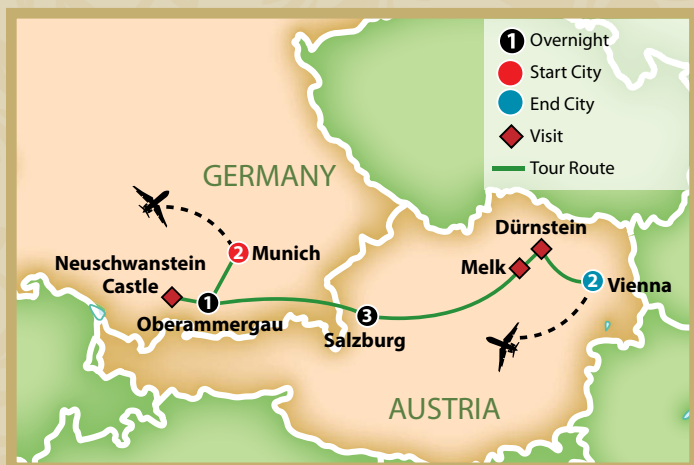 1 Overnight
Start City
End City
Visit
Tour Route
GERMANY
Dürnstein
2 Munich
Neuschwanstein
Castle
Melk
2 Vienna
1
Oberammergau
3
Salzburg
AUSTRIA